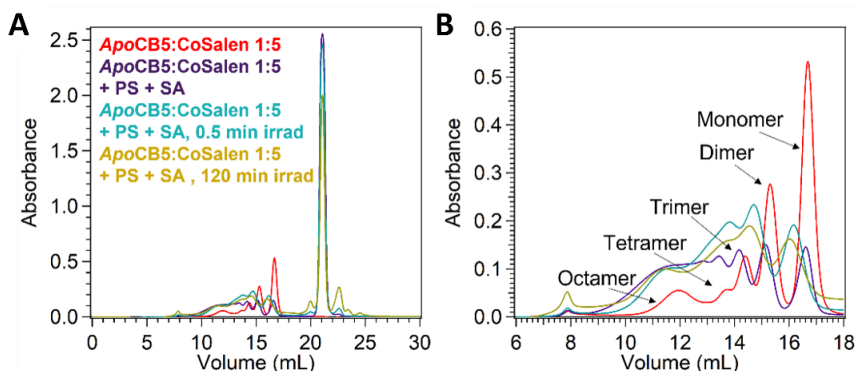 A
Absorbance
2.5
2.0
1.5
1.0
0.5
0.0
ApoCB5:CoSalen 1:5
ApoCB5:CoSalen 1:5
+ PS + SA
ApoCB5:CoSalen 1:5
+ PS + SA, 0.5 min irrad
ApoCB5:CoSalen 1:5
+ PS + SA , 120 min irrad
0 5 10 15 20 25 30
Volume (mL)
B
Absorbance
0.6
0.5
0.4
0.3
0.2
0.1
0.0
Monomer
Dimer
Trimer
Tetramer
Octamer
6 8 10 12 14 16 18
Volume (mL)